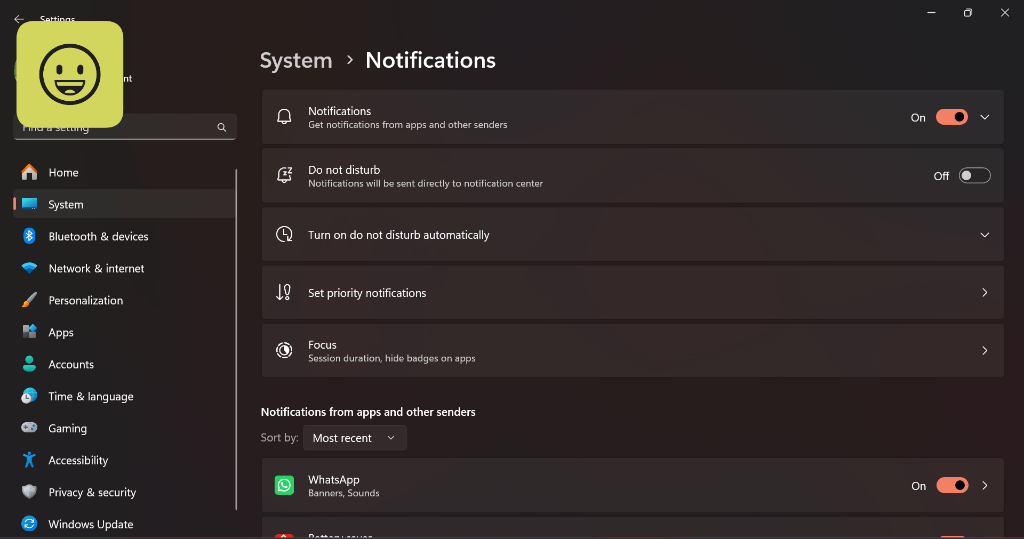 Settings
System > Notifications
Notifications
Get notifications from apps and other senders
On
Do not disturb
Notifications will be sent directly to notification center
Off
Turn on do not disturb automatically
Set priority notifications
Focus
Session duration, hide badges on apps
Notifications from apps and other senders
Sort by: Most recent
WhatsApp
Banners, Sounds
On
Find a setting
Home
System
Bluetooth & devices
Network & internet
Personalization
Apps
Accounts
Time & language
Gaming
Accessibility
Privacy & security
Windows Update